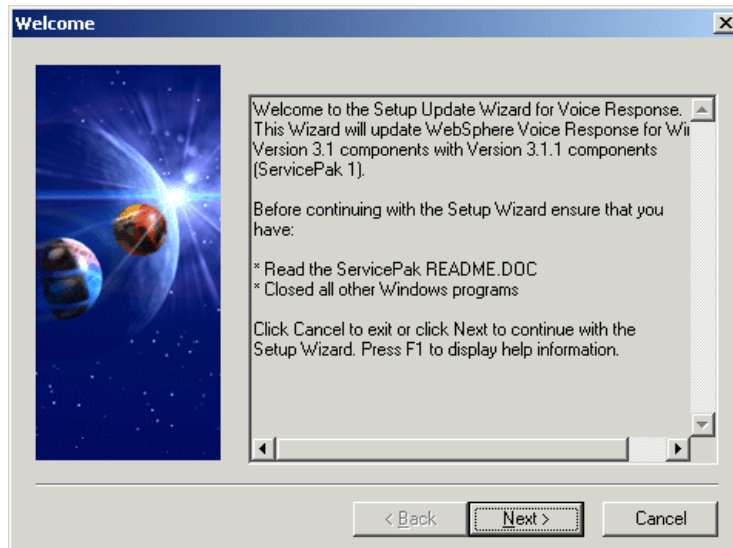 Welcome
Welcome to the Setup Update Wizard for Voice Response.
This Wizard will update WebSphere Voice Response for Wi
Version 3.1 components with Version 3.1.1 components
(ServicePak 1).
Before continuing with the Setup Wizard ensure that you
have:
* Read the ServicePak README.DOC
* Closed all other Windows programs
Click Cancel to exit or click Next to continue with the
Setup Wizard. Press F1 to display help information.
< Back
Next >
Cancel